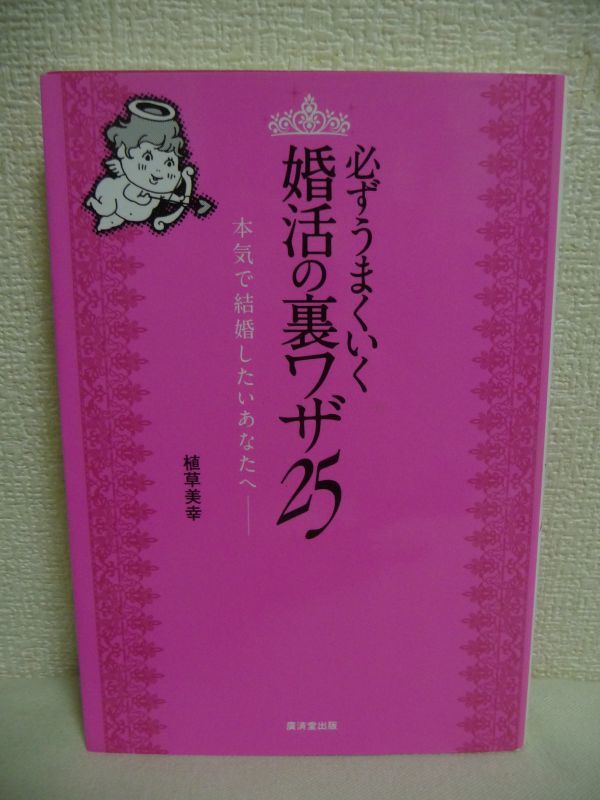 必ずうまくいく
婚活の裏ワザ25
本気で結婚したいあなたへ――
植草美幸
廣済堂出版